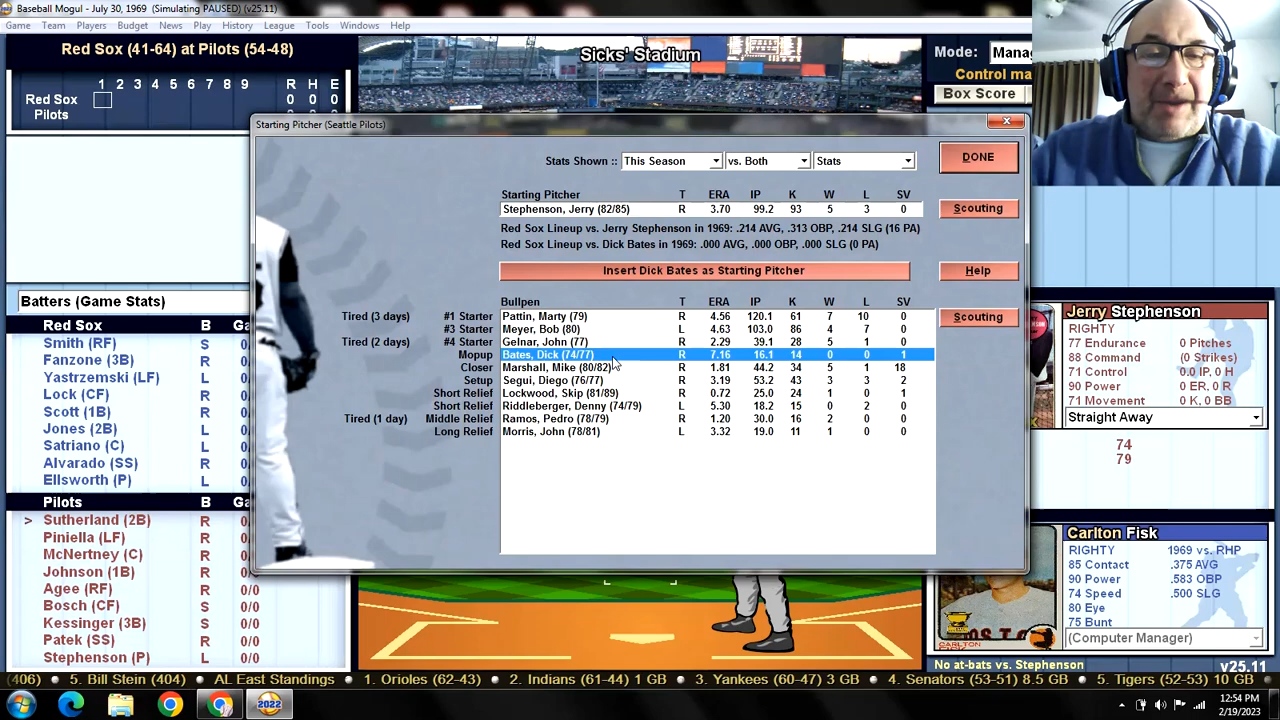 Baseball Mogul - July 30, 1969 (Simulating PAUSED) (v25.11)
Game Team Players Budget News Play History League Tools Windows Help
Red Sox (41-64) at Pilots (54-48)
1 2 3 4 5 6 7 8 9 R H E
Red Sox 0 0 0
Pilots 0 0 0
Sicks' Stadium
Mode:
Control ma
Box Score
Starting Pitcher (Seattle Pilots)
Stats Shown :: This Season vs. Both Stats
DONE
Starting Pitcher T ERA IP K W L SV
Stephenson, Jerry (82/85) R 3.70 99.2 93 5 3 0
Scouting
Red Sox Lineup vs. Jerry Stephenson in 1969: .214 AVG, .313 OBP, .214 SLG (16 PA)
Red Sox Lineup vs. Dick Bates in 1969: .000 AVG, .000 OBP, .000 SLG (0 PA)
Insert Dick Bates as Starting Pitcher
Help
Bullpen T ERA IP K W L SV
Tired (3 days) #1 Starter Pattin, Marty (79) R 4.56 120.1 61 7 10 0
Scouting
#3 Starter Meyer, Bob (80) L 4.63 103.0 86 4 7 0
Tired (2 days) #4 Starter Gelnar, John (77) R 2.29 39.1 28 5 1 0
Mopup Bates, Dick (74/77) R 7.16 16.1 14 0 0 1
Closer Marshall, Mike (80/82) R 1.81 44.2 34 5 1 18
Setup Segui, Diego (76/77) R 3.19 53.2 43 3 3 2
Short Relief Lockwood, Skip (81/89) R 0.72 25.0 24 1 0 1
Short Relief Riddleberger, Denny (74/79) L 5.30 18.2 15 0 2 0
Tired (1 day) Middle Relief Ramos, Pedro (78/79) R 1.20 30.0 16 2 0 0
Long Relief Morris, John (78/81) L 3.32 19.0 11 1 0 0
Batters (Game Stats)
Red Sox B
Smith (RF) S
Fanzone (3B) R
Yastrzemski (LF) L
Lock (CF) R
Scott (1B) R
Jones (2B) R
Satriano (C) L
Alvarado (SS) R
Ellsworth (P) L
Pilots B
> Sutherland (2B) R 0/0
Piniella (LF) R 0/0
McNertney (C) R 0/0
Johnson (1B) R 0/0
Agee (RF) R 0/0
Bosch (CF) S 0/0
Kessinger (3B) S 0/0
Patek (SS) R 0/0
Stephenson (P) L 0/0
Jerry Stephenson
RIGHTY
77 Endurance 0 Pitches
88 Command (0 Strikes)
71 Control 0.0 IP, 0 H
85 Power 0 ER, 0 R
71 Movement 0 K, 0 BB
Straight Away
74
79
Carlton Fisk
RIGHTY 1969 vs. RHP
85 Contact .375 AVG
90 Power .583 OBP
74 Speed .500 SLG
80 Eye
75 Bunt
(Computer Manager)
CARLTON FISK
No at-bats vs. Stephenson v25.11
(406) • 5. Bill Stein (404) • AL East Standings 1. Orioles (62-43) • 2. Indians (61-44) 1 GB • 3. Yankees (60-47) 3 GB • 4. Senators (53-51) 8.5 GB • 5. Tigers (52-53) 10 GB •
2022
12:54 PM
2/19/2023